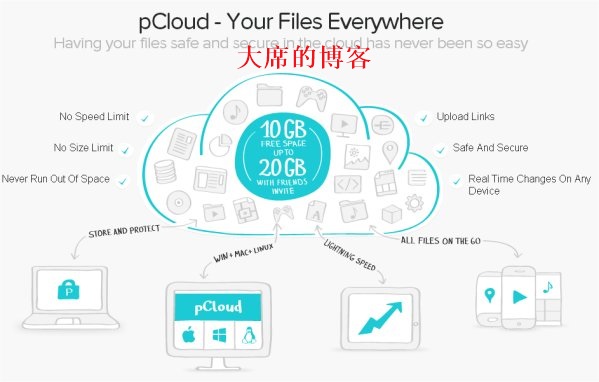 pCloud - Your Files Everywhere
Having your files safe and secure in the cloud has never been so easy
大席的博客
No Speed Limit
No Size Limit
Never Run Out Of Space
10 GB
FREE SPACE
UP TO
20 GB
WITH FRIENDS
INVITE
Upload Links
Safe And Secure
Real Time Changes On Any
Device
STORE AND PROTECT
WIN + MAC + LINUX
LIGHTNING SPEED
ALL FILES ON THE GO
P
pCloud
A